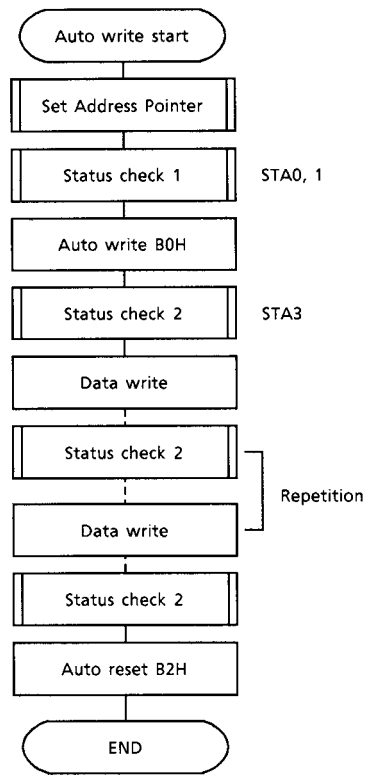 Auto write start
Set Address Pointer
Status check 1
STA0, 1
Auto write B0H
Status check 2
STA3
Data write
Status check 2
Repetition
Data write
Status check 2
Auto reset B2H
END